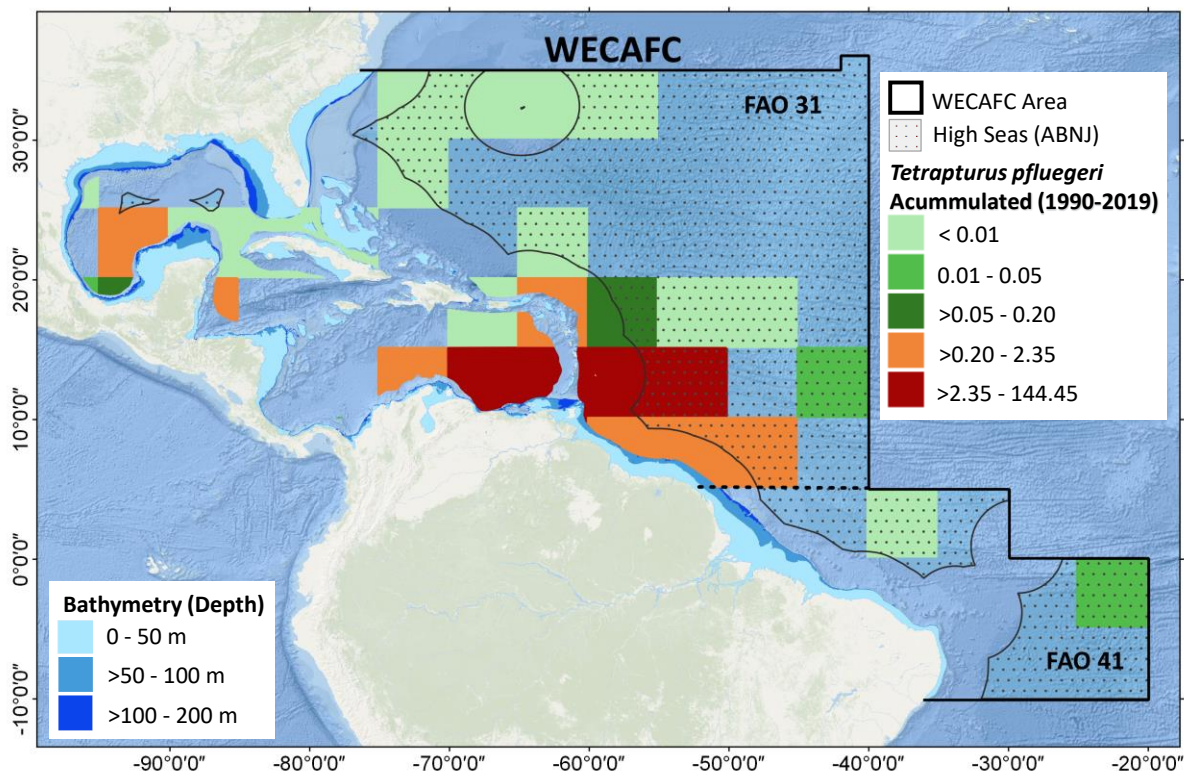 WECAFC
FAO 31
WECAFC Area
High Seas (ABNJ)
Tetrapturus pfluegeri
Acummulated (1990-2019)
< 0.01
0.01 - 0.05
>0.05 - 0.20
>0.20 - 2.35
>2.35 - 144.45
30°0'0"
20°0'0"
10°0'0"
0°0'0"
-10°0'0"
Bathymetry (Depth)
0 - 50 m
>50 - 100 m
>100 - 200 m
FAO 41
-90°0'0" -80°0'0" -70°0'0" -60°0'0" -50°0'0" -40°0'0" -30°0'0" -20°0'0"